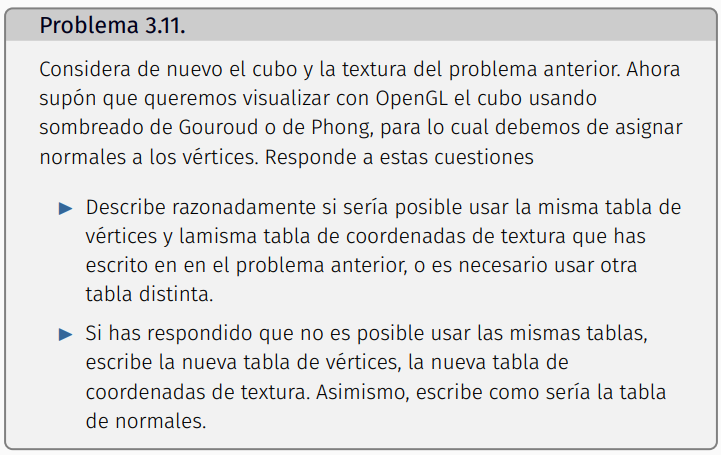 Problema 3.11.
Considera de nuevo el cubo y la textura del problema anterior. Ahora
supón que queremos visualizar con OpenGL el cubo usando
sombreado de Gouroud o de Phong, para lo cual debemos de asignar
normales a los vértices. Responde a estas cuestiones
▶ Describe razonadamente si sería posible usar la misma tabla de
vértices y lamisma tabla de coordenadas de textura que has
escrito en en el problema anterior, o es necesario usar otra
tabla distinta.
▶ Si has respondido que no es posible usar las mismas tablas,
escribe la nueva tabla de vértices, la nueva tabla de
coordenadas de textura. Asimismo, escribe como sería la tabla
de normales.